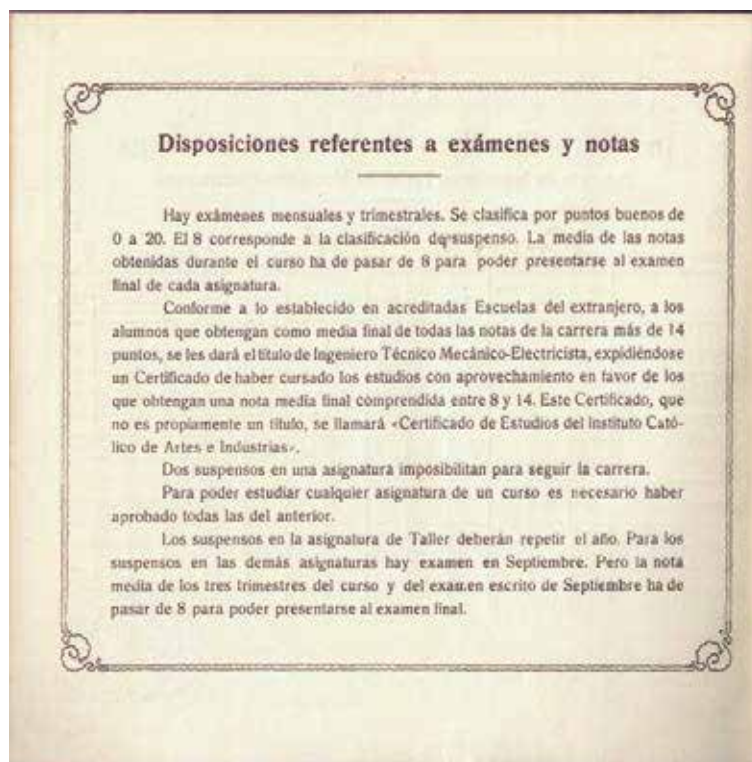 Disposiciones referentes a exámenes y notas
Hay exámenes mensuales y trimestrales. Se clasifica por puntos buenos de
0 a 20. El 8 corresponde a la clasificación de suspenso. La media de las notas
obtenidas durante el curso ha de pasar de 8 para poder presentarse al examen
final de cada asignatura.
Conforme a lo establecido en acreditadas Escuelas del extranjero, a los
alumnos que obtengan como media final de todas las notas de la carrera más de 14
puntos, se les dará el título de Ingeniero Técnico Mecánico-Electricista, expidiéndose
un Certificado de haber cursado los estudios con aprovechamiento en favor de los
que obtengan una nota media final comprendida entre 8 y 14. Este Certificado, que
no es propiamente un título, se llamará «Certificado de Estudios del Instituto Cató-
lico de Artes e Industrias».
Dos suspensos en una asignatura imposibilitan para seguir la carrera.
Para poder estudiar cualquier asignatura de un curso es necesario haber
aprobado todas las del anterior.
Los suspensos en la asignatura de Taller deberán repetir el año. Para los
suspensos en las demás asignaturas hay examen en Septiembre. Pero la nota
media de los tres trimestres del curso y del examen escrito de Septiembre ha de
pasar de 8 para poder presentarse al examen final.